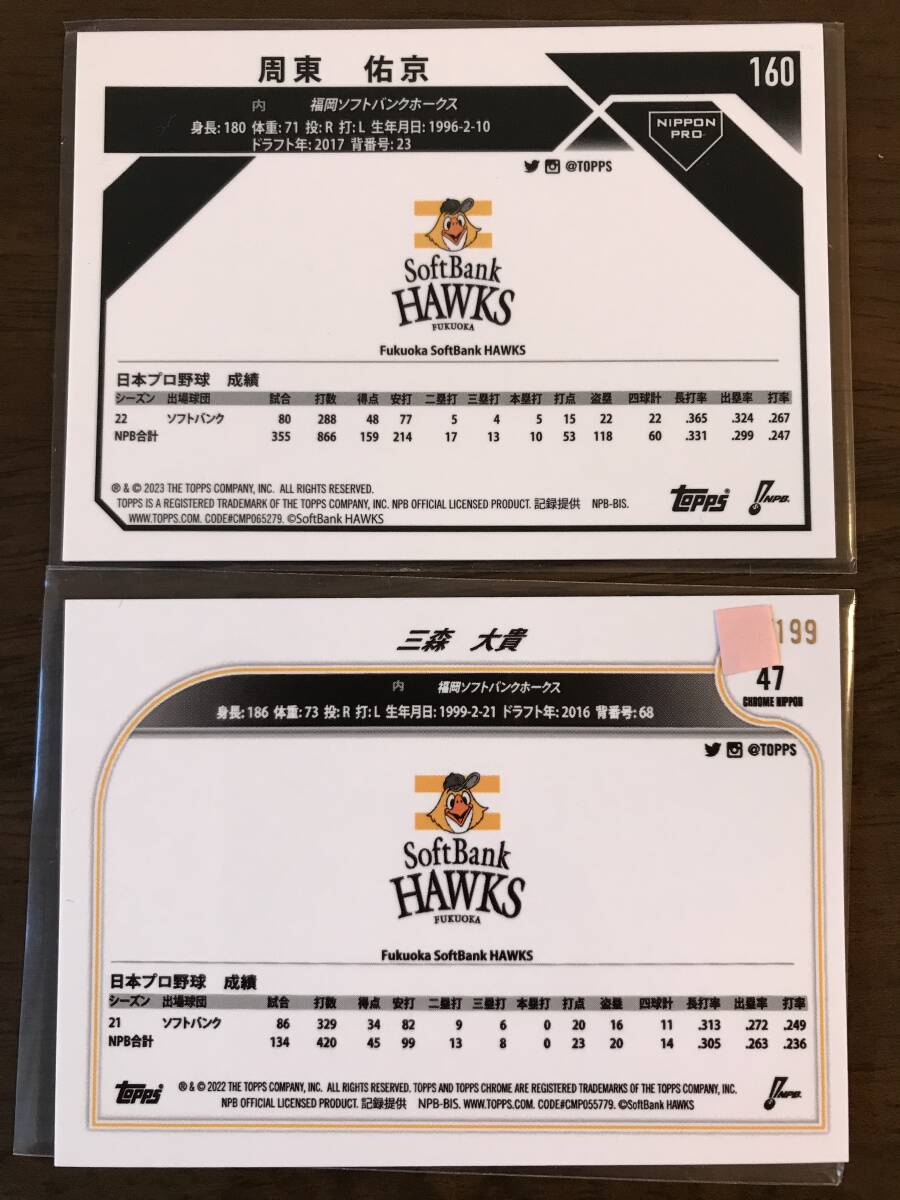 周東 佑京
160
内 福岡ソフトバンクホークス
身長: 180 体重: 71 投: R 打: L 生年月日: 1996-2-10
ドラフト年: 2017 背番号: 23
NIPPON
PRO
@TOPPS
SoftBank
HAWKS
FUKUOKA
Fukuoka SoftBank HAWKS
日本プロ野球 成績
シーズン 出場球団 試合 打数 得点 安打 二塁打 三塁打 本塁打 打点 盗塁 四球計 長打率 出塁率 打率
22 ソフトバンク 80 288 48 77 5 4 5 15 22 22 .365 .324 .267
NPB合計 355 866 159 214 17 13 10 53 118 60 .331 .299 .247
® & © 2023 THE TOPPS COMPANY, INC. ALL RIGHTS RESERVED.
TOPPS IS A REGISTERED TRADEMARK OF THE TOPPS COMPANY, INC. NPB OFFICIAL LICENSED PRODUCT. 記録提供 NPB-BIS.
WWW.TOPPS.COM. CODE#CMP065279. ©SoftBank HAWKS
Topps®
NPB.
三森 大貴
199
47
CHROME NIPPON
内 福岡ソフトバンクホークス
身長: 186 体重: 73 投: R 打: L 生年月日: 1999-2-21 ドラフト年: 2016 背番号: 68
@TOPPS
SoftBank
HAWKS
FUKUOKA
Fukuoka SoftBank HAWKS
日本プロ野球 成績
シーズン 出場球団 試合 打数 得点 安打 二塁打 三塁打 本塁打 打点 盗塁 四球計 長打率 出塁率 打率
21 ソフトバンク 86 329 34 82 9 6 0 20 16 11 .313 .272 .249
NPB合計 134 420 45 99 13 8 0 23 20 14 .305 .263 .236
Topps
® & © 2022 THE TOPPS COMPANY, INC. ALL RIGHTS RESERVED. TOPPS AND TOPPS CHROME ARE REGISTERED TRADEMARKS OF THE TOPPS COMPANY, INC.
NPB OFFICIAL LICENSED PRODUCT. 記録提供 NPB-BIS. WWW.TOPPS.COM. CODE#CMP055779. ©SoftBank HAWKS
NPB.